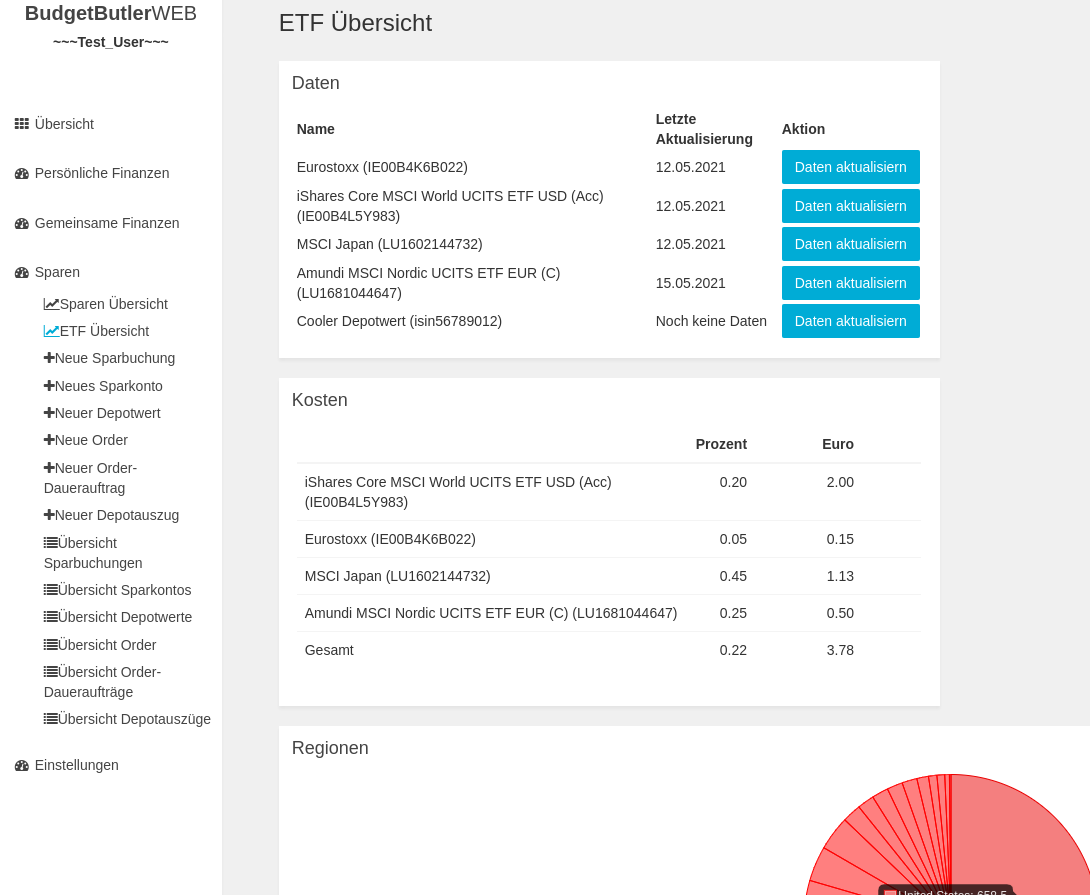 BudgetButlerWEB
~~~Test_User~~~
Übersicht
Persönliche Finanzen
Gemeinsame Finanzen
Sparen
Sparen Übersicht
ETF Übersicht
Neue Sparbuchung
Neues Sparkonto
Neuer Depotwert
Neue Order
Neuer Order-
Dauerauftrag
Neuer Depotauszug
Übersicht
Sparbuchungen
Übersicht Sparkontos
Übersicht Depotwerte
Übersicht Order
Übersicht Order-
Daueraufträge
Übersicht Depotauszüge
Einstellungen
ETF Übersicht
Daten
Name Letzte Aktualisierung Aktion
Eurostoxx (IE00B4K6B022) 12.05.2021 Daten aktualisiern
iShares Core MSCI World UCITS ETF USD (Acc)
(IE00B4L5Y983) 12.05.2021 Daten aktualisiern
MSCI Japan (LU1602144732) 12.05.2021 Daten aktualisiern
Amundi MSCI Nordic UCITS ETF EUR (C)
(LU1681044647) 15.05.2021 Daten aktualisiern
Cooler Depotwert (isin56789012) Noch keine Daten Daten aktualisiern
Kosten
Prozent Euro
iShares Core MSCI World UCITS ETF USD (Acc) 0.20 2.00
(IE00B4L5Y983)
Eurostoxx (IE00B4K6B022) 0.05 0.15
MSCI Japan (LU1602144732) 0.45 1.13
Amundi MSCI Nordic UCITS ETF EUR (C) (LU1681044647) 0.25 0.50
Gesamt 0.22 3.78
Regionen
United States: 658.5